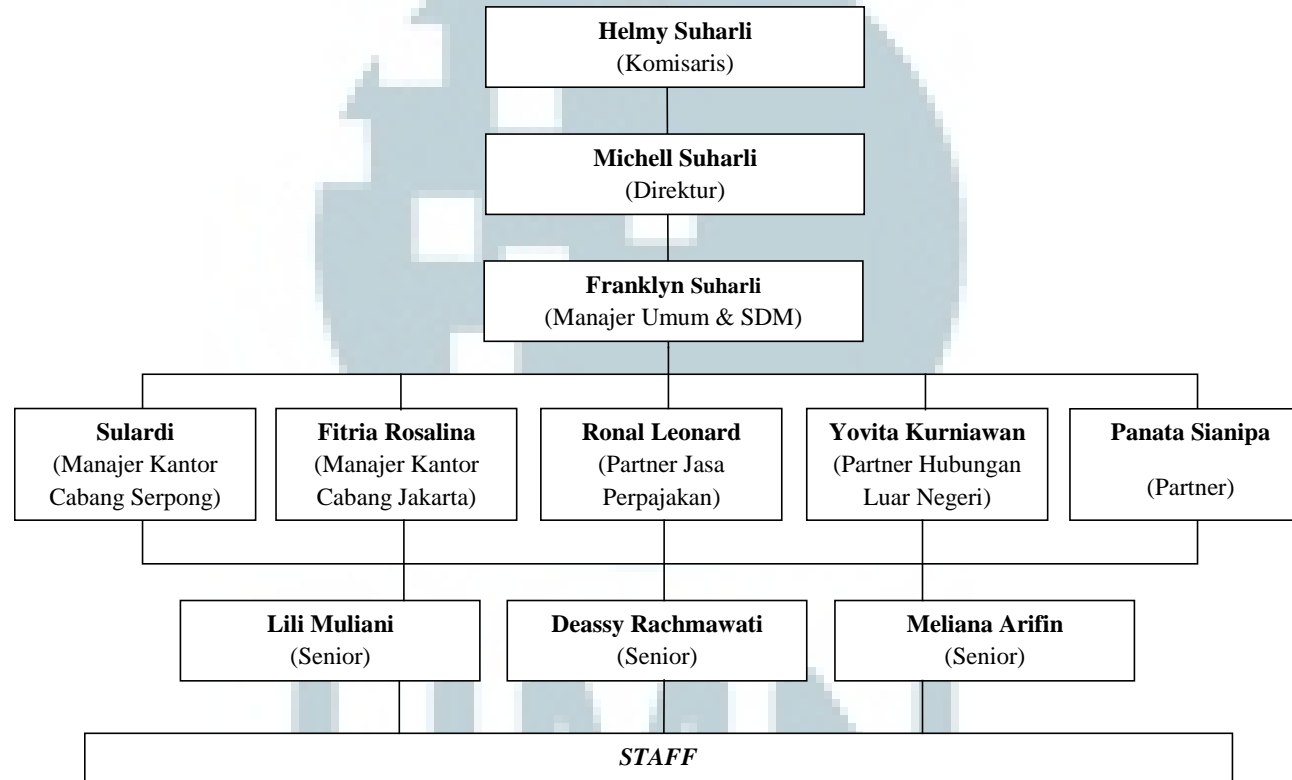 Helmy Suharli
(Komisaris)
Michell Suharli
(Direktur)
Franklyn Suharli
(Manajer Umum & SDM)
Sulardi
(Manajer Kantor
Cabang Serpong)
Fitria Rosalina
(Manajer Kantor
Cabang Jakarta)
Ronal Leonard
(Partner Jasa
Perpajakan)
Yovita Kurniawan
(Partner Hubungan
Luar Negeri)
Panata Sianipa
(Partner)
Lili Muliani
(Senior)
Deassy Rachmawati
(Senior)
Meliana Arifin
(Senior)
STAFF